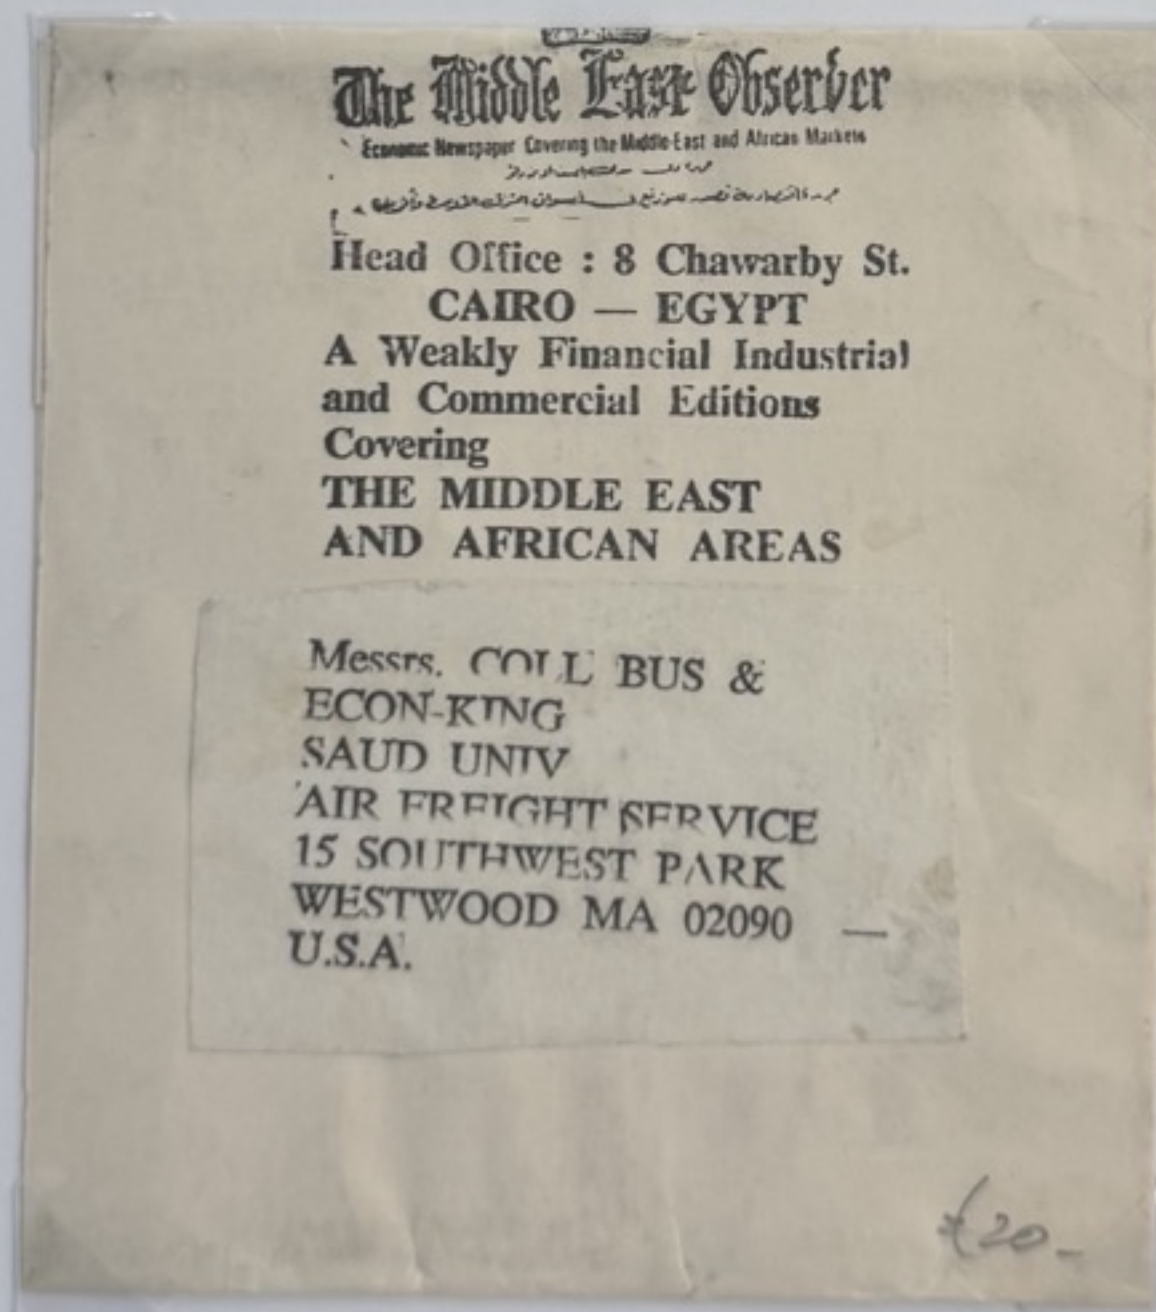 The Middle East Observer
Economic Newspaper Covering the Middle-East and African Markets
Head Office : 8 Chawarby St.
CAIRO — EGYPT
A Weakly Financial Industrial
and Commercial Editions
Covering
THE MIDDLE EAST
AND AFRICAN AREAS
Messrs. COLL BUS &
ECON-KING
SAUD UNIV
AIR FREIGHT SERVICE
15 SOUTHWEST PARK
WESTWOOD MA 02090 —
U.S.A.
£20-